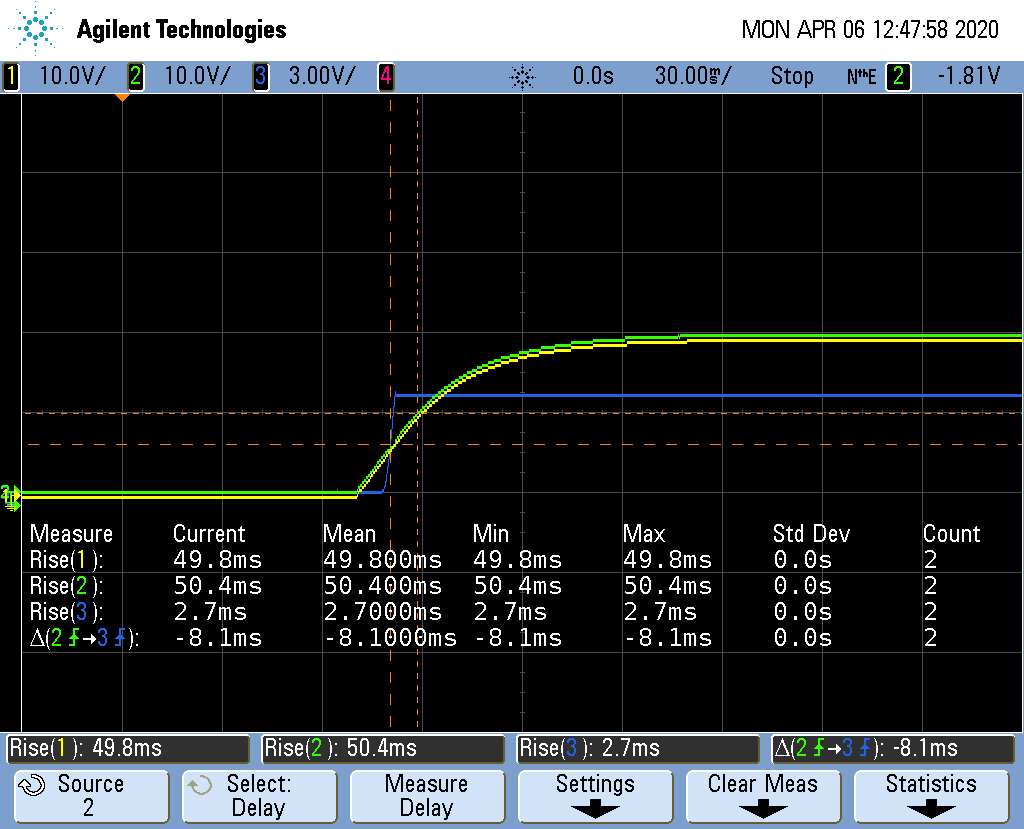 Agilent Technologies MON APR 06 12:47:58 2020
1 10.0V/ 2 10.0V/ 3 3.00V/ 4 0.0s 30.00ms/ Stop NthE 2 -1.81V
Measure Current Mean Min Max Std Dev Count
Rise(1): 49.8ms 49.800ms 49.8ms 49.8ms 0.0s 2
Rise(2): 50.4ms 50.400ms 50.4ms 50.4ms 0.0s 2
Rise(3): 2.7ms 2.7000ms 2.7ms 2.7ms 0.0s 2
Δ(2→3): -8.1ms -8.1000ms -8.1ms -8.1ms 0.0s 2
Rise(1): 49.8ms Rise(2): 50.4ms Rise(3): 2.7ms Δ(2→3): -8.1ms
Source Select: Measure Settings Clear Meas Statistics
2 Delay Delay